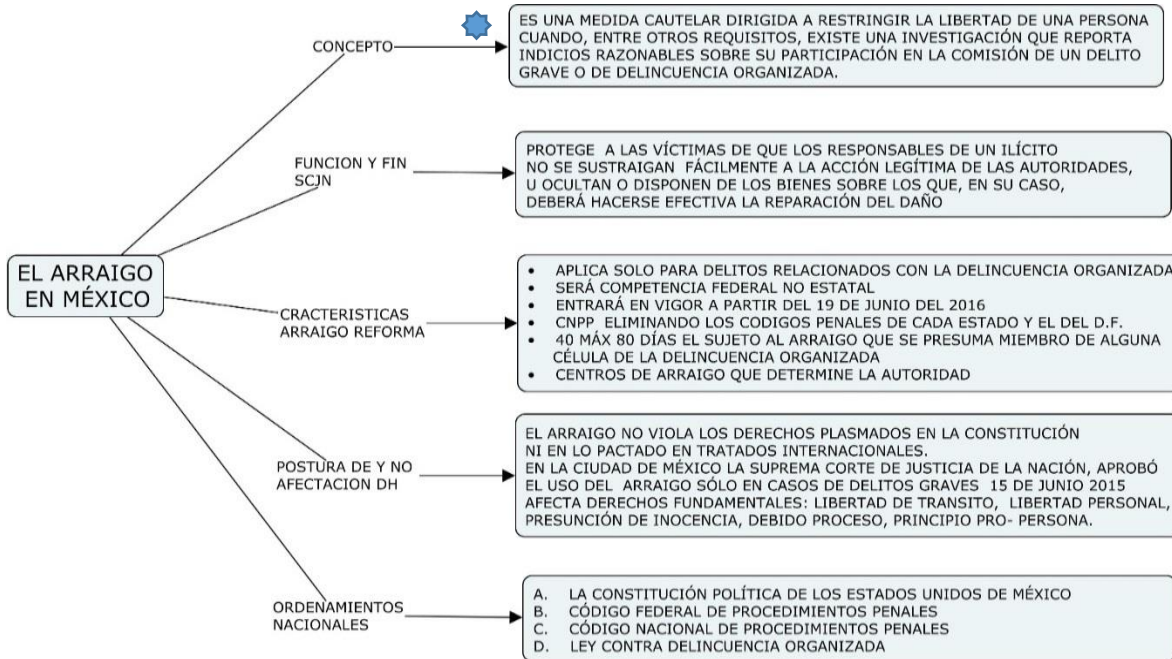 EL ARRAIGO
EN MÉXICO
CONCEPTO
ES UNA MEDIDA CAUTELAR DIRIGIDA A RESTRINGIR LA LIBERTAD DE UNA PERSONA
CUANDO, ENTRE OTROS REQUISITOS, EXISTE UNA INVESTIGACIÓN QUE REPORTA
INDICIOS RAZONABLES SOBRE SU PARTICIPACIÓN EN LA COMISIÓN DE UN DELITO
GRAVE O DE DELINCUENCIA ORGANIZADA.
FUNCION Y FIN
SCJN
PROTEGE A LAS VÍCTIMAS DE QUE LOS RESPONSABLES DE UN ILÍCITO
NO SE SUSTRAIGAN FÁCILMENTE A LA ACCIÓN LEGÍTIMA DE LAS AUTORIDADES,
U OCULTAN O DISPONEN DE LOS BIENES SOBRE LOS QUE, EN SU CASO,
DEBERÁ HACERSE EFECTIVA LA REPARACIÓN DEL DAÑO
CRACTERISTICAS
ARRAIGO REFORMA
• APLICA SOLO PARA DELITOS RELACIONADOS CON LA DELINCUENCIA ORGANIZADA
• SERÁ COMPETENCIA FEDERAL NO ESTATAL
• ENTRARÁ EN VIGOR A PARTIR DEL 19 DE JUNIO DEL 2016
• CNPP ELIMINANDO LOS CODIGOS PENALES DE CADA ESTADO Y EL DEL D.F.
• 40 MÁX 80 DÍAS EL SUJETO AL ARRAIGO QUE SE PRESUMA MIEMBRO DE ALGUNA
CÉLULA DE LA DELINCUENCIA ORGANIZADA
• CENTROS DE ARRAIGO QUE DETERMINE LA AUTORIDAD
POSTURA DE Y NO
AFECTACION DH
EL ARRAIGO NO VIOLA LOS DERECHOS PLASMADOS EN LA CONSTITUCIÓN
NI EN LO PACTADO EN TRATADOS INTERNACIONALES.
EN LA CIUDAD DE MÉXICO LA SUPREMA CORTE DE JUSTICIA DE LA NACIÓN, APROBÓ
EL USO DEL ARRAIGO SÓLO EN CASOS DE DELITOS GRAVES 15 DE JUNIO 2015
AFECTA DERECHOS FUNDAMENTALES: LIBERTAD DE TRANSITO, LIBERTAD PERSONAL,
PRESUNCIÓN DE INOCENCIA, DEBIDO PROCESO, PRINCIPIO PRO- PERSONA.
ORDENAMIENTOS
NACIONALES
A. LA CONSTITUCIÓN POLÍTICA DE LOS ESTADOS UNIDOS DE MÉXICO
B. CÓDIGO FEDERAL DE PROCEDIMIENTOS PENALES
C. CÓDIGO NACIONAL DE PROCEDIMIENTOS PENALES
D. LEY CONTRA DELINCUENCIA ORGANIZADA